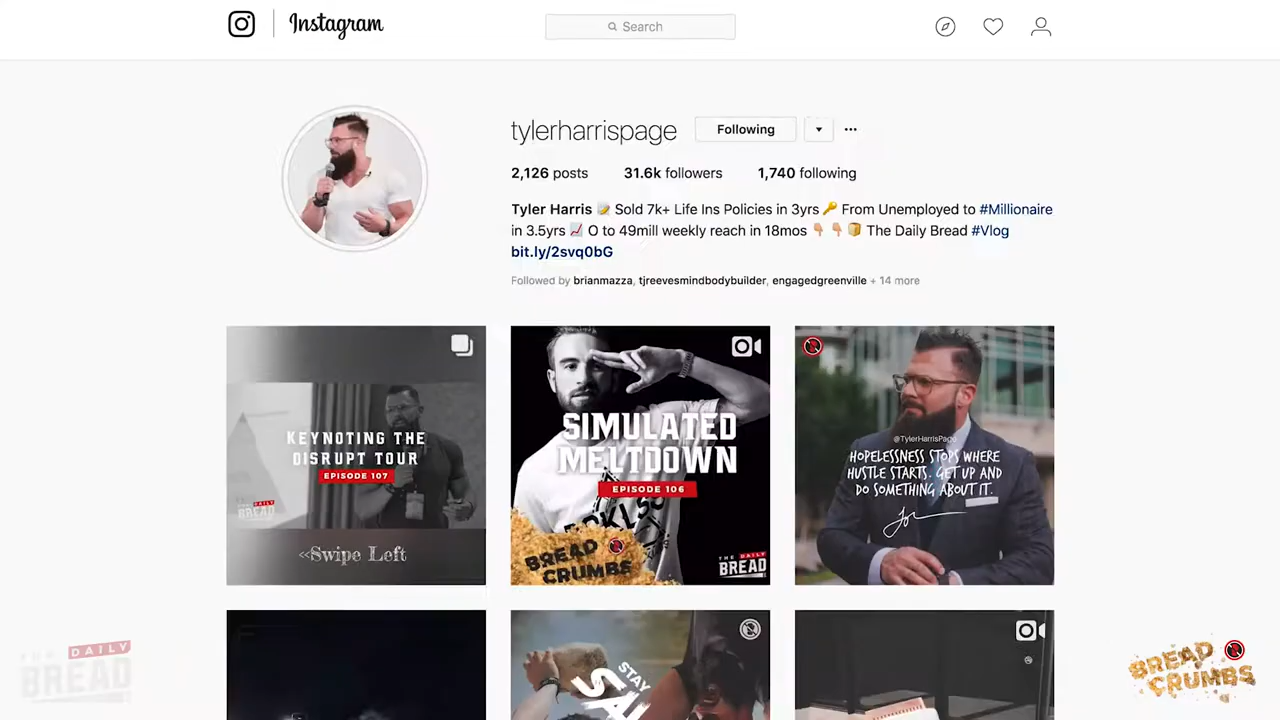 Instagram
Search
tylerharrispage
Following
2,126 posts
31.6k followers
1,740 following
Tyler Harris 📝 Sold 7k+ Life Ins Policies in 3yrs 🔑 From Unemployed to #Millionaire
in 3.5yrs 📈 O to 49mill weekly reach in 18mos 👇🏼 👇🏼 📦 The Daily Bread #Vlog
bit.ly/2svq0bG
Followed by brianmazza, tjreevesmindbodybuilder, engagedgreenville + 14 more
KEYNOTING THE
DISRUPT TOUR
EPISODE 107
THE DAILY
BREAD
<<Swipe Left
SIMULATED
MELTDOWN
EPISODE 106
BREAD
CRUMBS
THE DAILY
BREAD
@TylerHarrisPage
HOPELESSNESS STOPS WHERE
HUSTLE STARTS. GET UP AND
DO SOMETHING ABOUT IT.
STAY
THE DAILY
BREAD
BREAD
CRUMBS